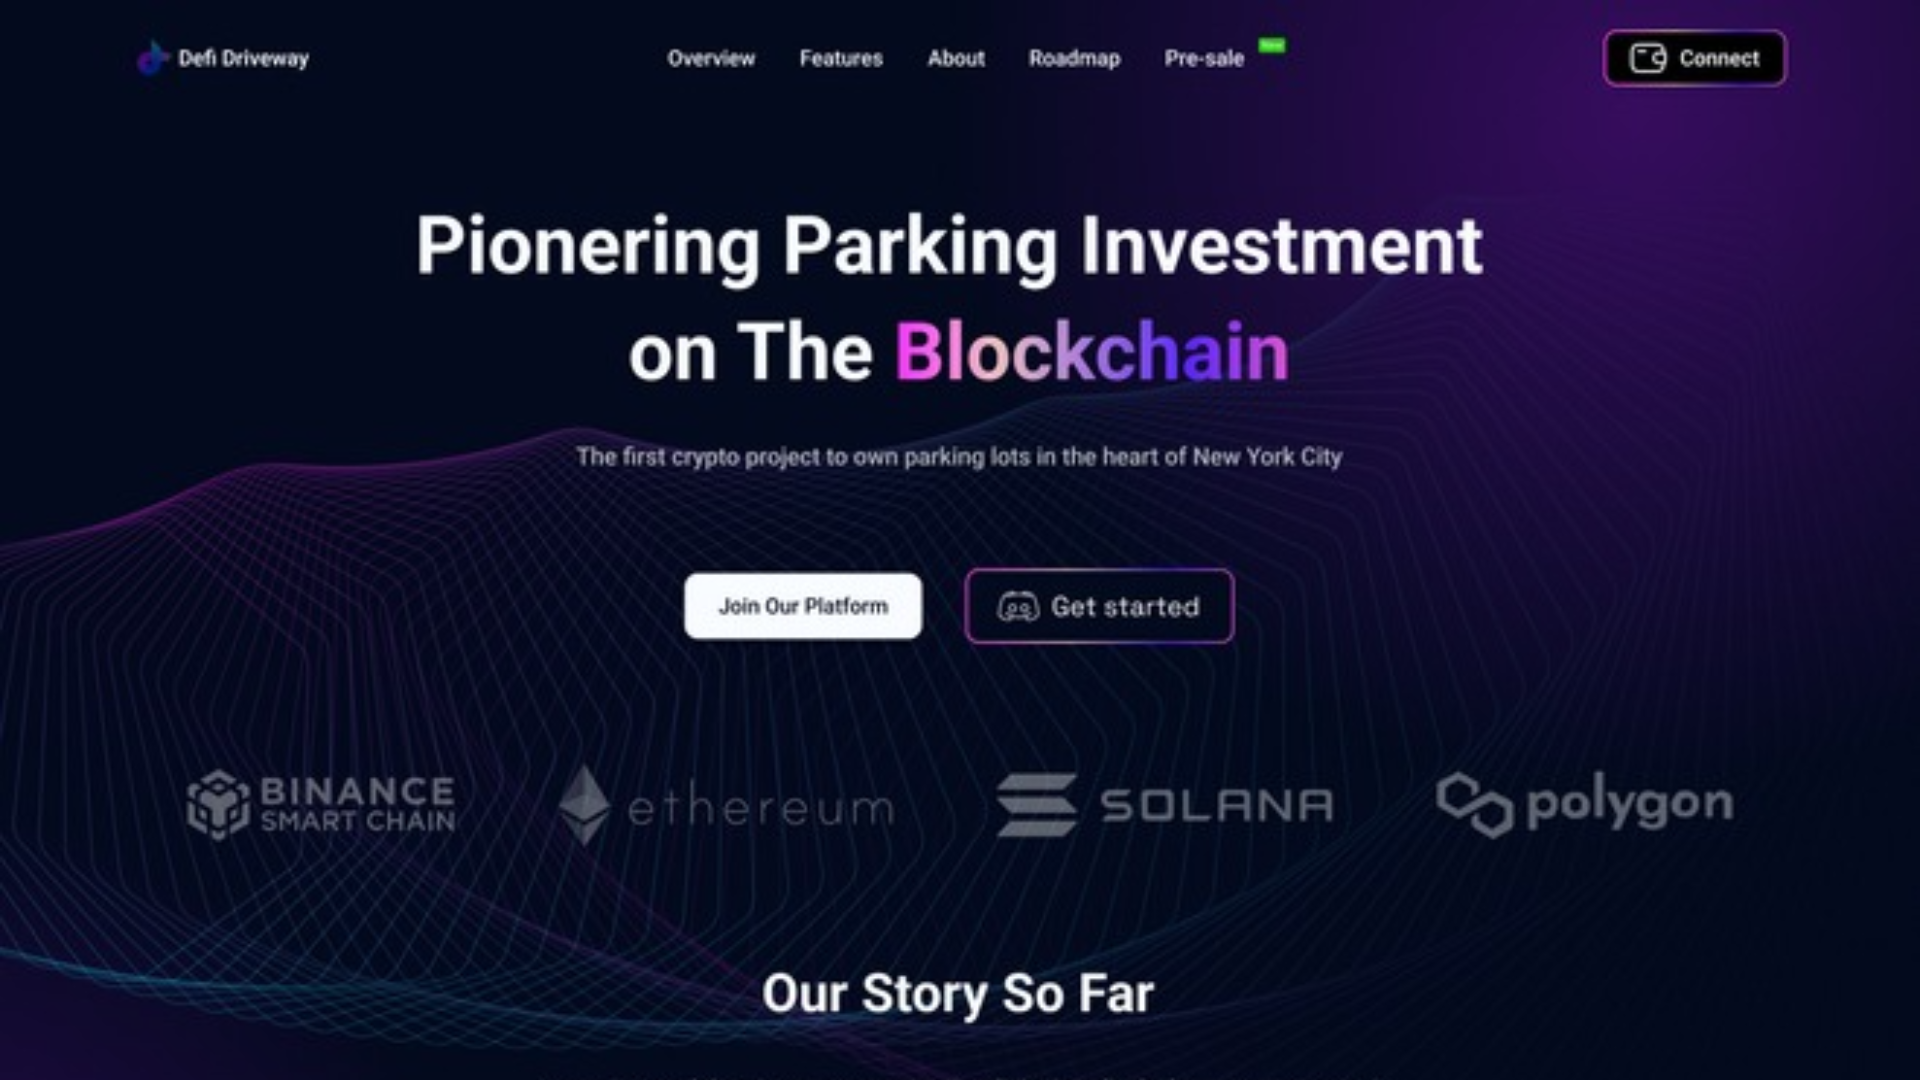 Defi Driveway
Overview
Features
About
Roadmap
Pre-sale
New
Connect
Pionering Parking Investment
on The Blockchain
The first crypto project to own parking lots in the heart of New York City
Join Our Platform
Get started
BINANCE
SMART CHAIN
ethereum
SOLANA
polygon
Our Story So Far